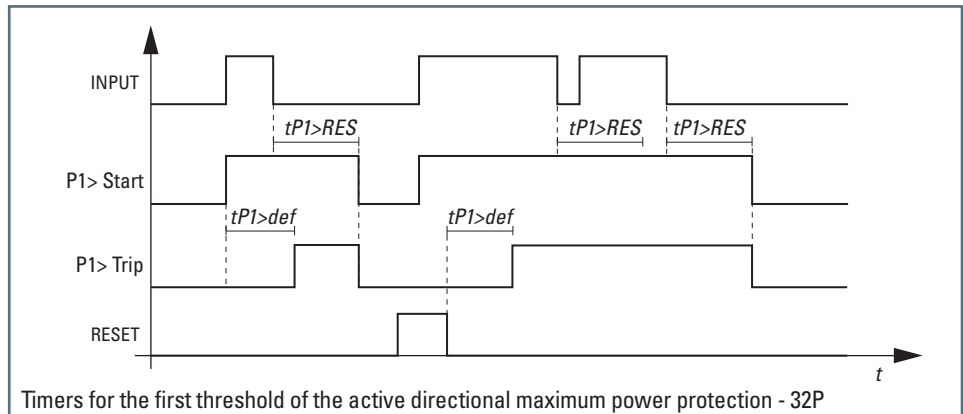 INPUT
tP1>RES tP1>RES tP1>RES
P1> Start
tP1>def tP1>def
P1> Trip
RESET
t
Timers for the first threshold of the active directional maximum power protection - 32P